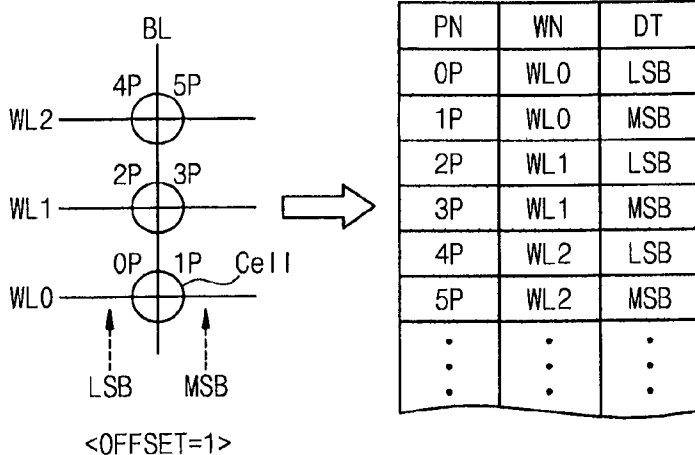 BL
4P 5P
WL2
2P 3P
WL1
0P 1P Cell
WL0
LSB MSB
<OFFSET=1>
PN WN DT
0P WL0 LSB
1P WL0 MSB
2P WL1 LSB
3P WL1 MSB
4P WL2 LSB
5P WL2 MSB